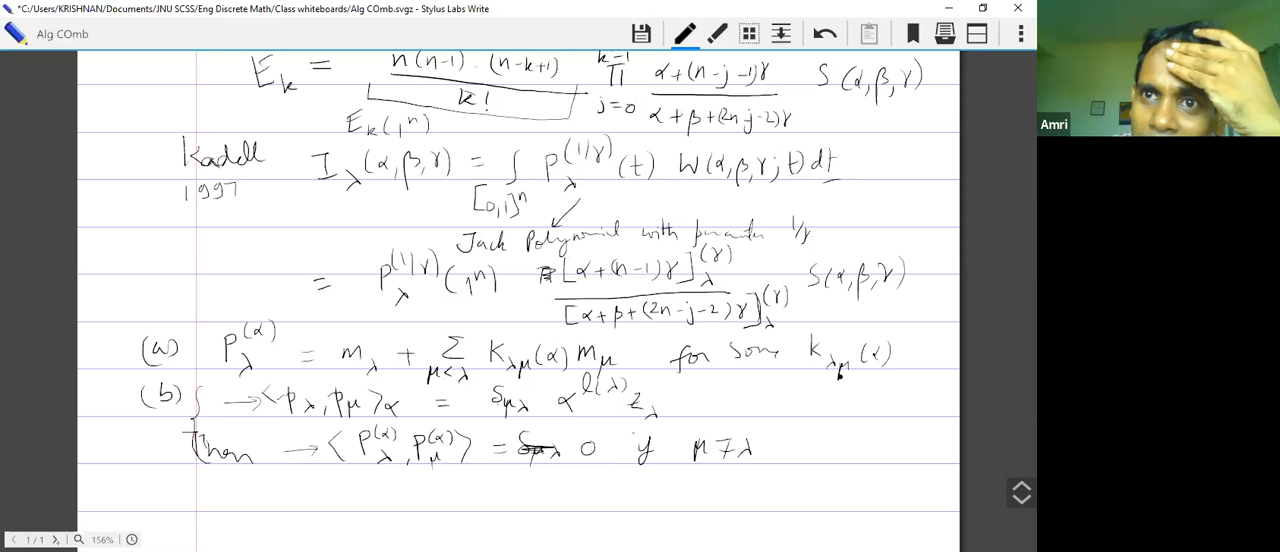 *C:/Users/KRISHNAN/Documents/JNU SCSS/Eng Discrete Math/Class whiteboards/Alg COmb.svgz - Stylus Labs Write
Alg COmb
E_k = n(n-1) · (n-k+1) / k! ∏_{j=0}^{k-1} α+(n-j-1)γ / α+β+(2n-j-2)γ S(α,β,γ)
E_k(1^n)
Kadell I_λ(α,β,γ) = ∫_{[0,1]^n} P_λ^{(1/γ)}(t) W(α,β,γ;t)dt
1997
Jack Polynomial with parameter 1/γ
= P_λ^{(1/γ)}(1^n) [α+(n-1)γ]_λ^{(γ)} / [α+β+(2n-j-2)γ]_λ^{(γ)} S(α,β,γ)
(a) P_λ^{(α)} = m_λ + Σ_{μ<λ} K_{λμ}(α) m_μ for some K_{λμ}(α)
(b) → <p_λ, p_μ>_α = δ_{μλ} α^{l(λ)} z_λ
Then → <P_λ^{(α)}, P_μ^{(α)}> = 0 if μ ≠ λ
Amri
1 / 1
156%